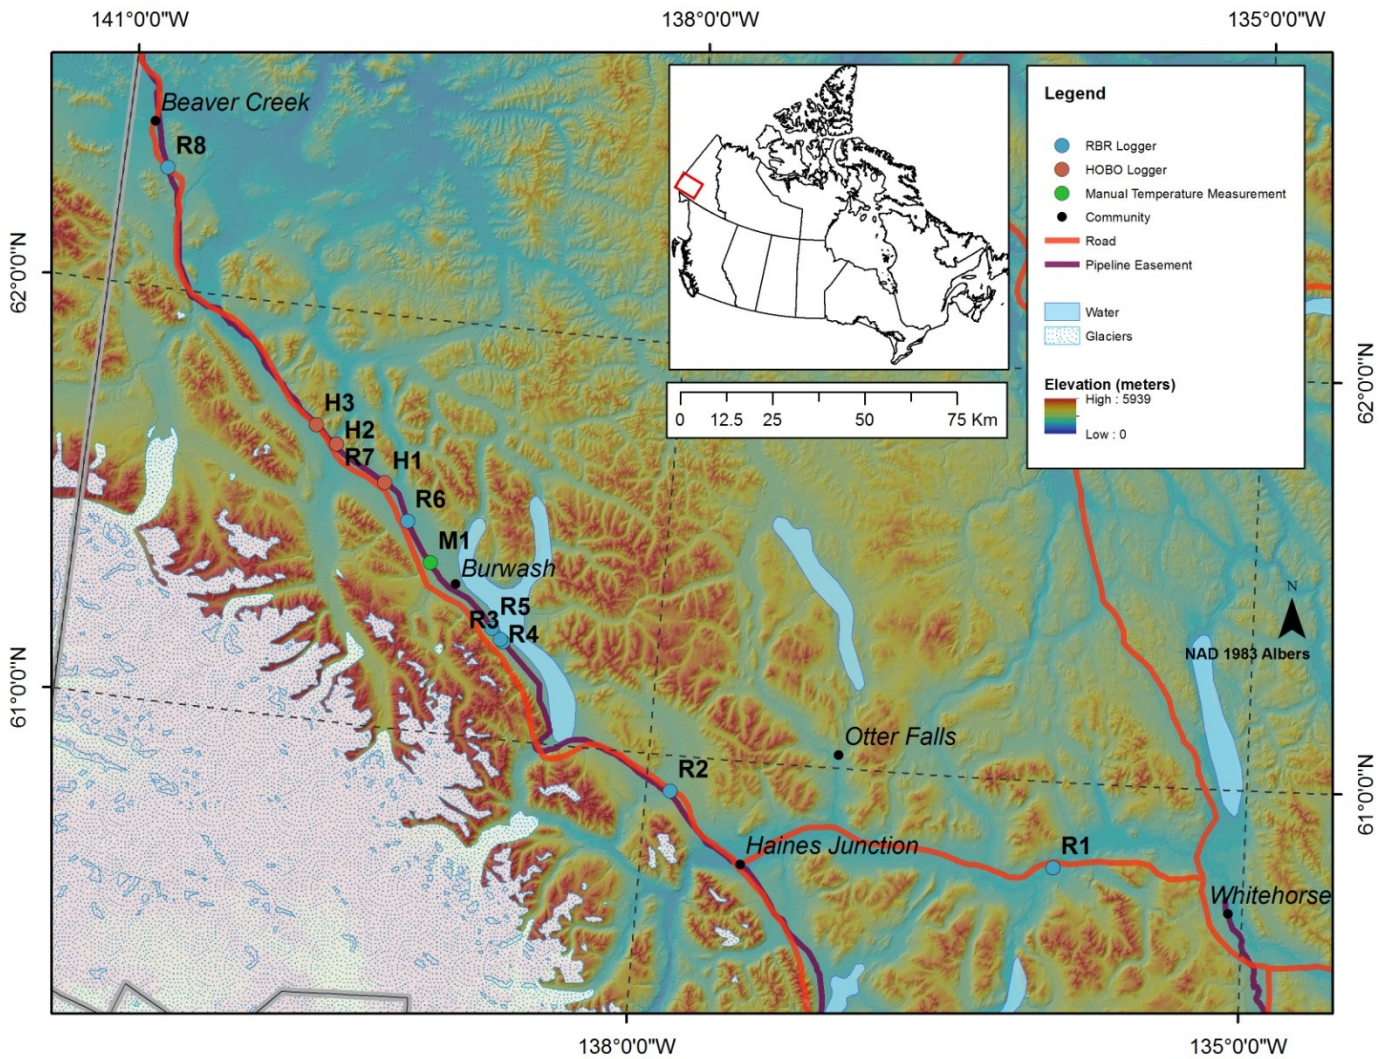 141°0'0"W
138°0'0"W
135°0'0"W
Legend
RBR Logger
HOBO Logger
Manual Temperature Measurement
Community
Road
Pipeline Easement
Water
Glaciers
Elevation (meters)
High : 5939
Low : 0
Beaver Creek
R8
62°0'0"N
62°0'0"N
0 12.5 25 50 75 Km
H3
H2
R7
H1
R6
M1
Burwash
R5
R3
R4
N
NAD 1983 Albers
61°0'0"N
61°0'0"N
Otter Falls
R2
Haines Junction
R1
Whitehorse
138°0'0"W
135°0'0"W